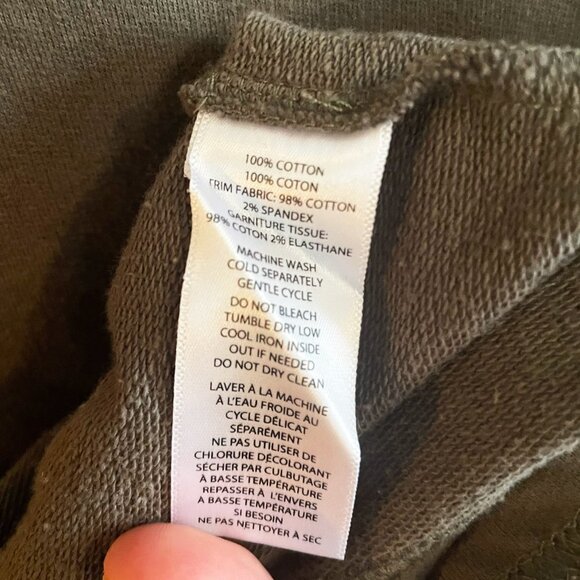 100% COTTON
100% COTON
TRIM FABRIC: 98% COTTON
2% SPANDEX
GARNITURE TISSUE:
98% COTON 2% ELASTHANE
MACHINE WASH
COLD SEPARATELY
GENTLE CYCLE
DO NOT BLEACH
TUMBLE DRY LOW
COOL IRON INSIDE
OUT IF NEEDED
DO NOT DRY CLEAN
LAVER À LA MACHINE
À L'EAU FROIDE AU
CYCLE DÉLICAT
SÉPARÉMENT
NE PAS UTILISER DE
CHLORURE DÉCOLORANT
SÉCHER PAR CULBUTAGE
À BASSE TEMPÉRATURE
REPASSER À L'ENVERS
A BASSE TEMPÉRATURE
SI BESOIN
NE PAS NETTOYER À SEC